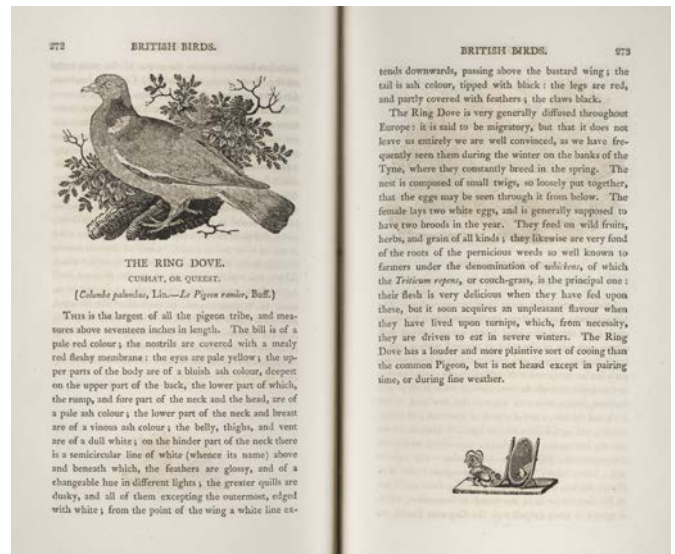 272 BRITISH BIRDS.
THE RING DOVE.
CUSHAT, OR QUEEST.
(Columba palumbus, Lin.—Le Pigeon ramier, Buff.)
THIS is the largest of all the pigeon tribe, and mea-
sures above seventeen inches in length. The bill is of a
pale red colour; the nostrils are covered with a mealy
red fleshy membrane: the eyes are pale yellow; the up-
per parts of the body are of a bluish ash colour, deepest
on the upper part of the back, the lower part of which,
the rump, and fore part of the neck and the head, are of
a pale ash colour; the lower part of the neck and breast
are of a vinous ash colour; the belly, thighs, and vent
are of a dull white; on the hinder part of the neck there
is a semicircular line of white (whence its name) above
and beneath which, the feathers are glossy, and of a
changeable hue in different lights; the greater quills are
dusky, and all of them excepting the outermost, edged
with white; from the point of the wing a white line ex-
BRITISH BIRDS. 273
tends downwards, passing above the bastard wing; the
tail is ash colour, tipped with black: the legs are red,
and partly covered with feathers; the claws black.
The Ring Dove is very generally diffused throughout
Europe: it is said to be migratory, but that it does not
leave us entirely we are well convinced, as we have fre-
quently seen them during the winter on the banks of the
Tyne, where they constantly breed in the spring. The
nest is composed of small twigs, so loosely put together,
that the eggs may be seen through it from below. The
female lays two white eggs, and is generally supposed to
have two broods in the year. They feed on wild fruits,
herbs, and grain of all kinds; they likewise are very fond
of the roots of the pernicious weeds so well known to
farmers under the denomination of whickens, of which
the Triticum repens, or couch-grass, is the principal one:
their flesh is very delicious when they have fed upon
these, but it soon acquires an unpleasant flavour when
they have lived upon turnips, which, from necessity,
they are driven to eat in severe winters. The Ring
Dove has a louder and more plaintive sort of cooing than
the common Pigeon, but is not heard except in pairing
time, or during fine weather.